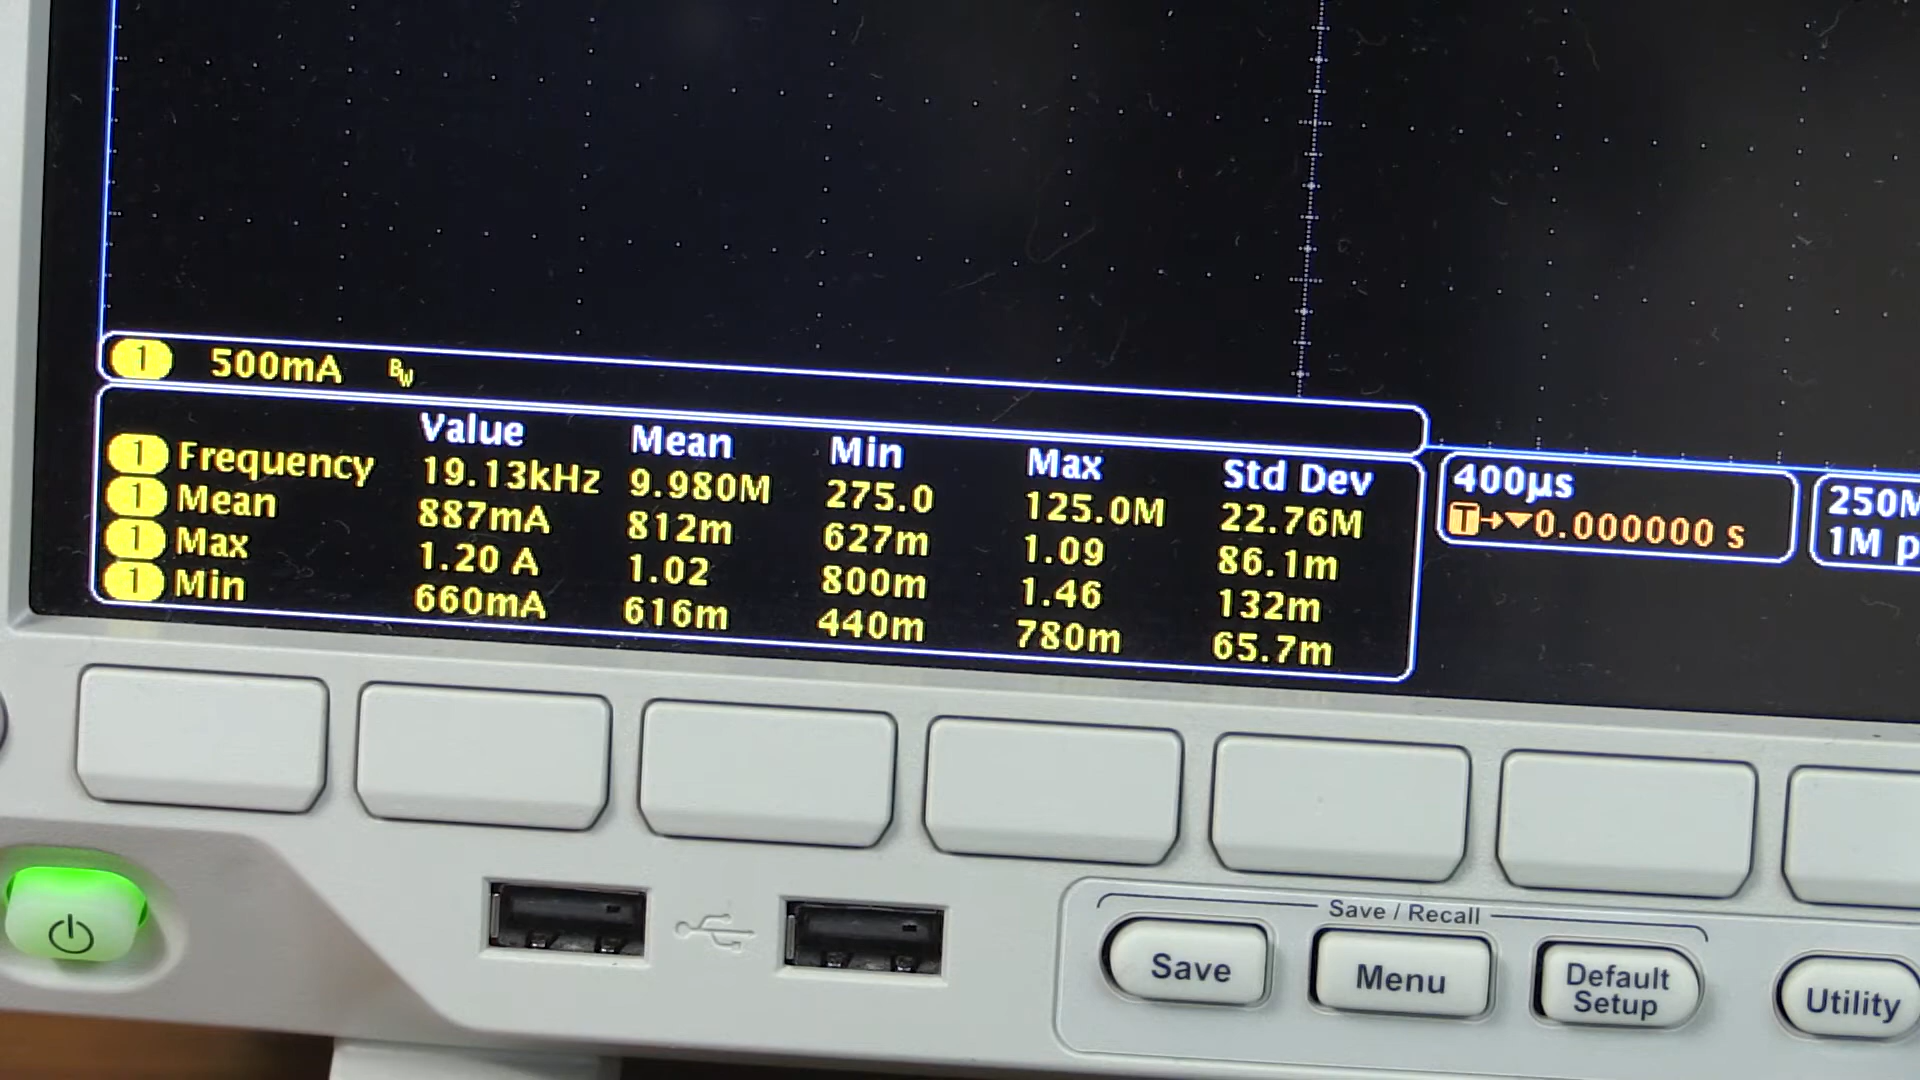 1 500mA BW
Value Mean Min Max Std Dev
1 Frequency 19.13kHz 9.980M 275.0 125.0M 22.76M
1 Mean 887mA 812m 627m 1.09 86.1m
1 Max 1.20 A 1.02 800m 1.46 132m
1 Min 660mA 616m 440m 780m 65.7m
400µs
T→▼0.000000 s
250M
1M p
Save / Recall
Save
Menu
Default
Setup
Utility